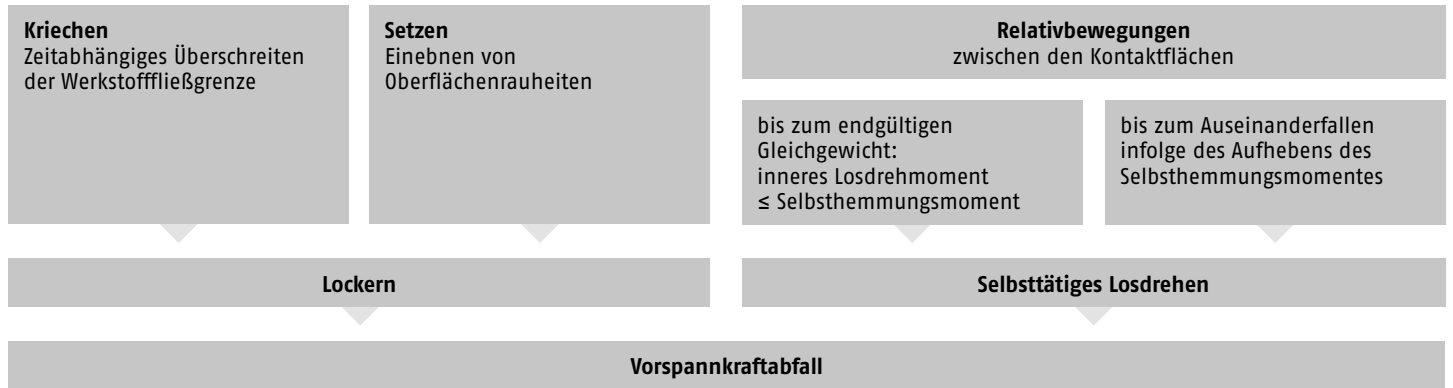 Kriechen
Zeitabhängiges Überschreiten
der Werkstofffließgrenze
Setzen
Einebnen von
Oberflächenrauheiten
Relativbewegungen
zwischen den Kontaktflächen
bis zum endgültigen
Gleichgewicht:
inneres Losdrehmoment
≤ Selbsthemmungsmoment
bis zum Auseinanderfallen
infolge des Aufhebens des
Selbsthemmungsmomentes
Lockern
Selbsttätiges Losdrehen
Vorspannkraftabfall